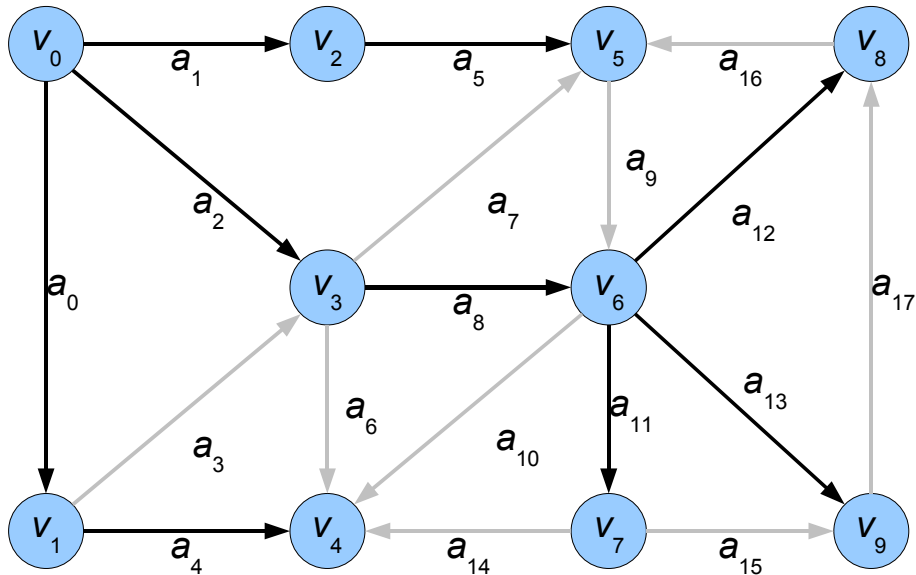 v₀
a₁
v₂
a₅
v₅
a₁₆
v₈
a₉
a₂
a₇
a₁₂
a₀
v₃
a₈
v₆
a₁₇
a₆
a₁₁
a₁₃
a₃
a₁₀
v₁
a₄
v₄
a₁₄
v₇
a₁₅
v₉